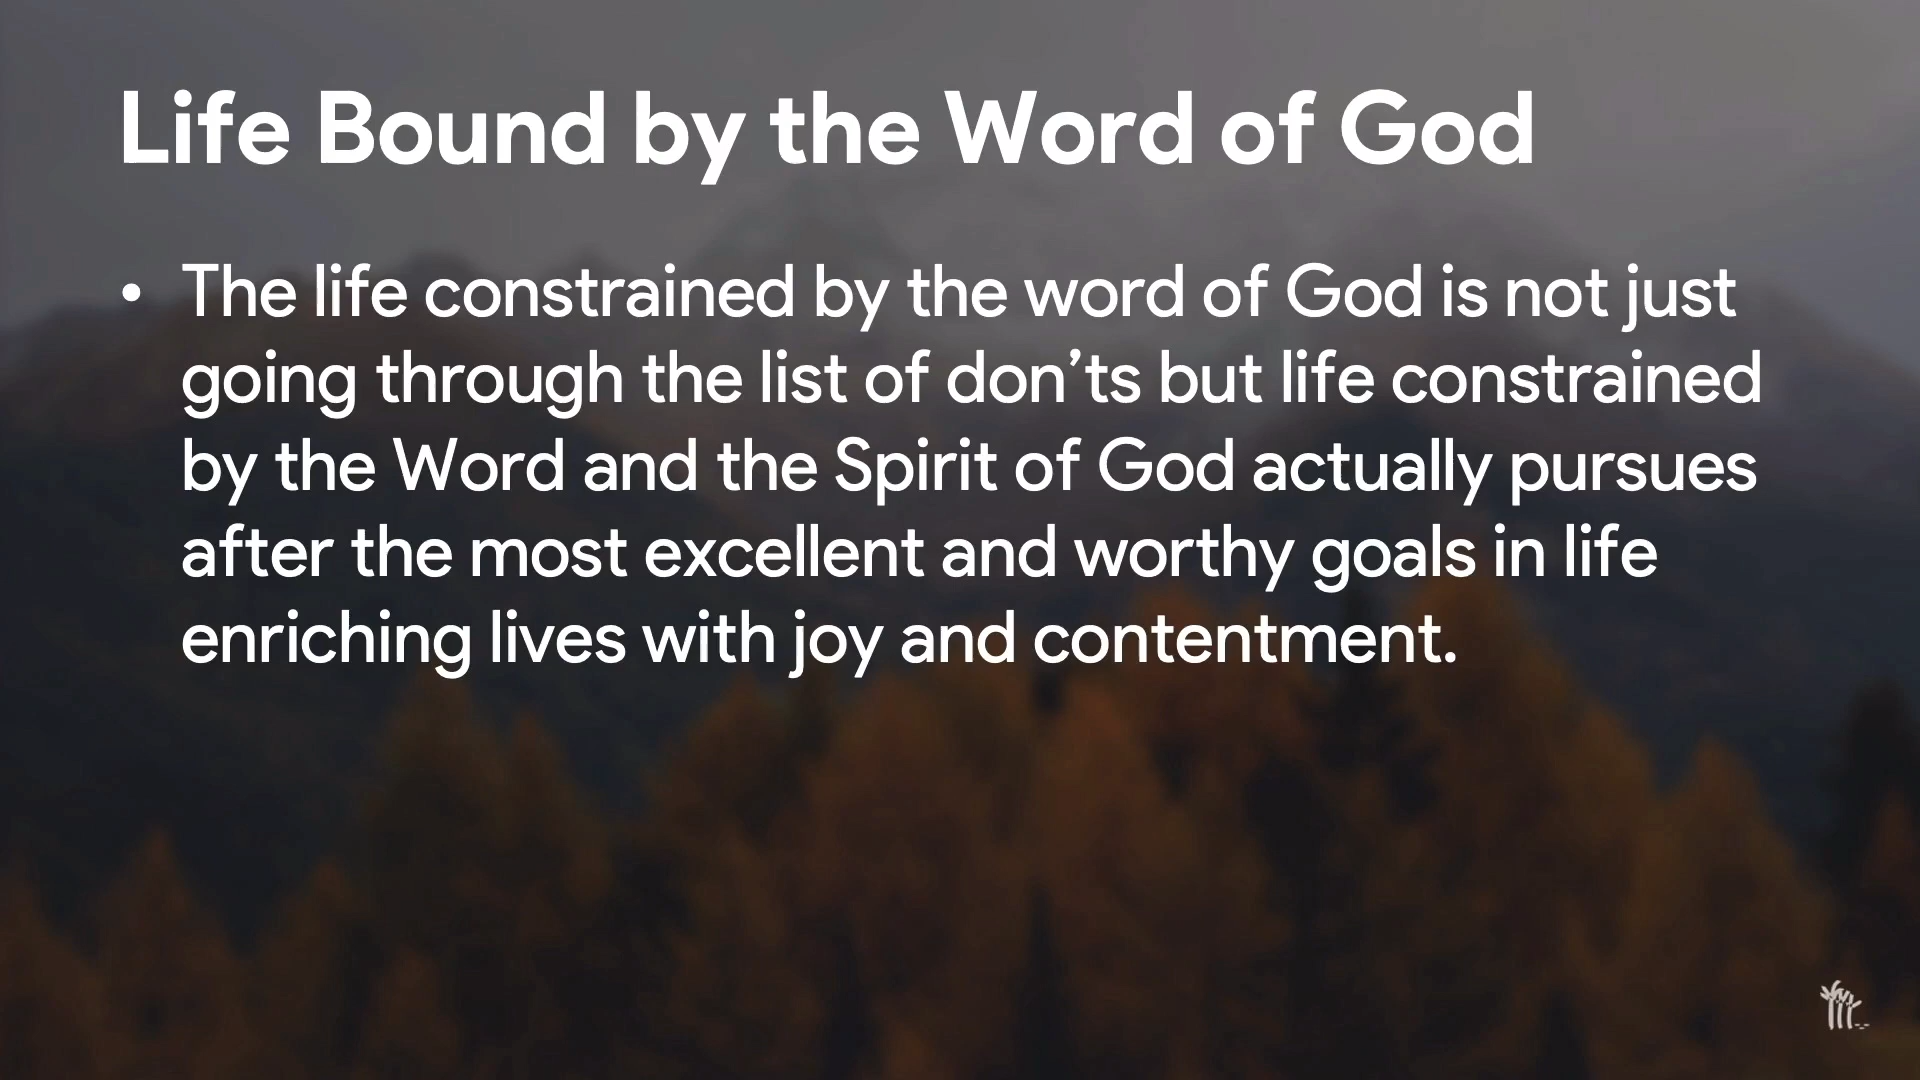 Life Bound by the Word of God
• The life constrained by the word of God is not just
going through the list of don’ts but life constrained
by the Word and the Spirit of God actually pursues
after the most excellent and worthy goals in life
enriching lives with joy and contentment.